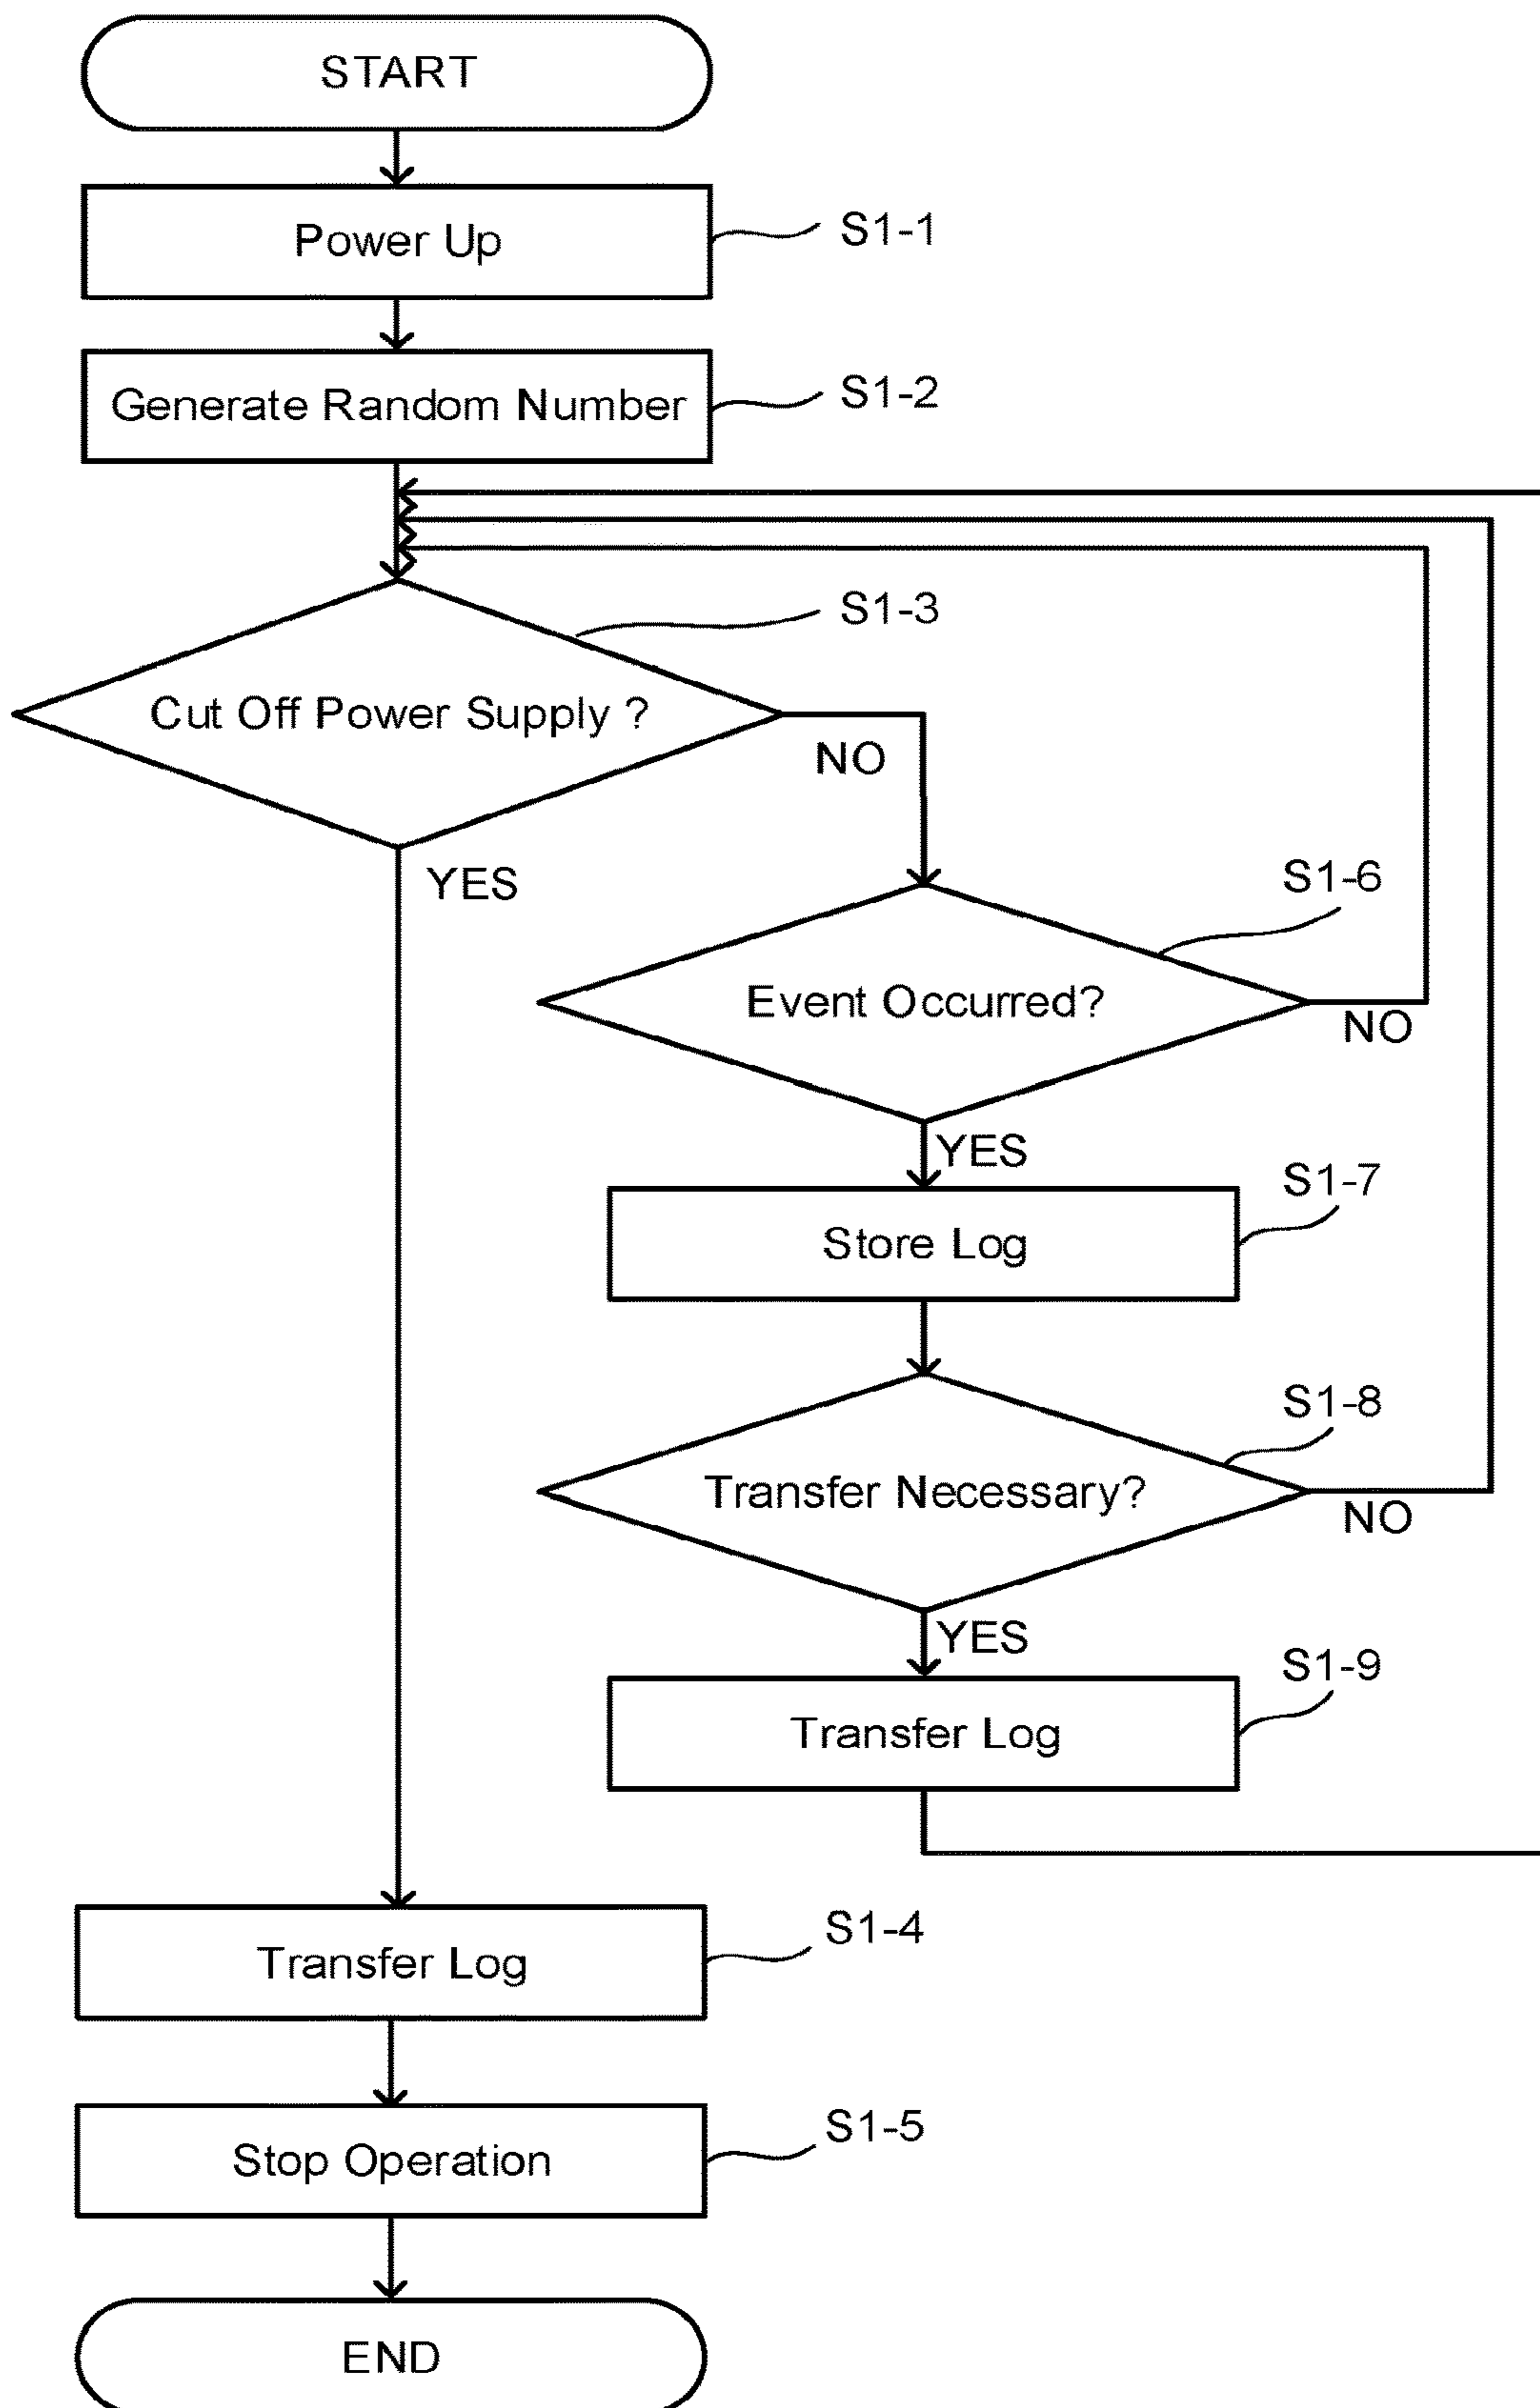 START
Power Up
S1-1
Generate Random Number
S1-2
S1-3
Cut Off Power Supply ?
NO
YES
S1-6
Event Occurred?
NO
YES
S1-7
Store Log
S1-8
Transfer Necessary?
NO
YES
S1-9
Transfer Log
S1-4
Transfer Log
S1-5
Stop Operation
END